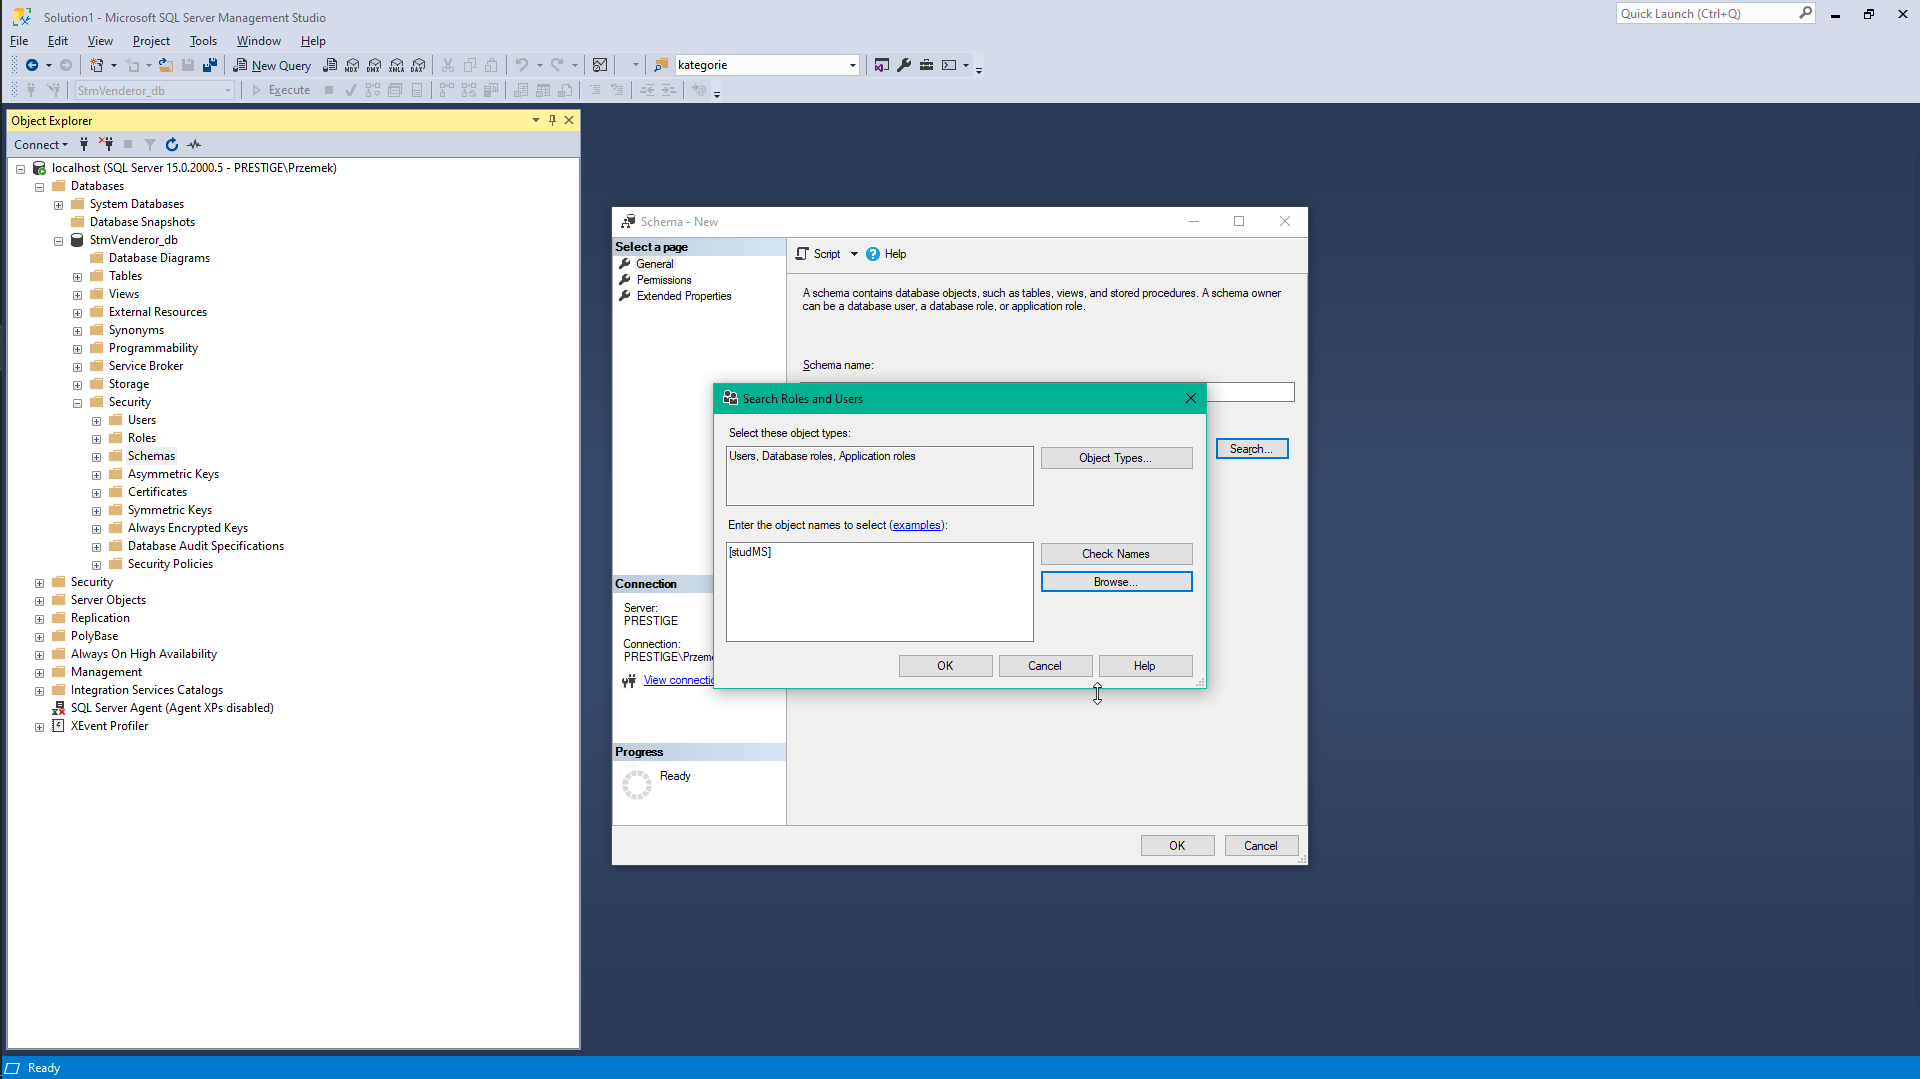 Solution1 - Microsoft SQL Server Management Studio
Quick Launch (Ctrl+Q)
File Edit View Project Tools Window Help
New Query MDX DMX XMLA DAX kategorie
StmVenderor_db Execute
Object Explorer
Connect
localhost (SQL Server 15.0.2000.5 - PRESTIGE\Przemek)
Databases
System Databases
Database Snapshots
StmVenderor_db
Database Diagrams
Tables
Views
External Resources
Synonyms
Programmability
Service Broker
Storage
Security
Users
Roles
Schemas
Asymmetric Keys
Certificates
Symmetric Keys
Always Encrypted Keys
Database Audit Specifications
Security Policies
Security
Server Objects
Replication
PolyBase
Always On High Availability
Management
Integration Services Catalogs
SQL Server Agent (Agent XPs disabled)
XEvent Profiler
Schema - New
Select a page
General
Permissions
Extended Properties
Script Help
A schema contains database objects, such as tables, views, and stored procedures. A schema owner
can be a database user, a database role, or application role.
Schema name:
Search...
Search Roles and Users
Select these object types:
Users, Database roles, Application roles
Object Types...
Enter the object names to select (examples):
[studMS]
Check Names
Browse...
OK Cancel Help
Connection
Server:
PRESTIGE
Connection:
PRESTIGE\Przem
View connectio
Progress
Ready
OK Cancel
Ready